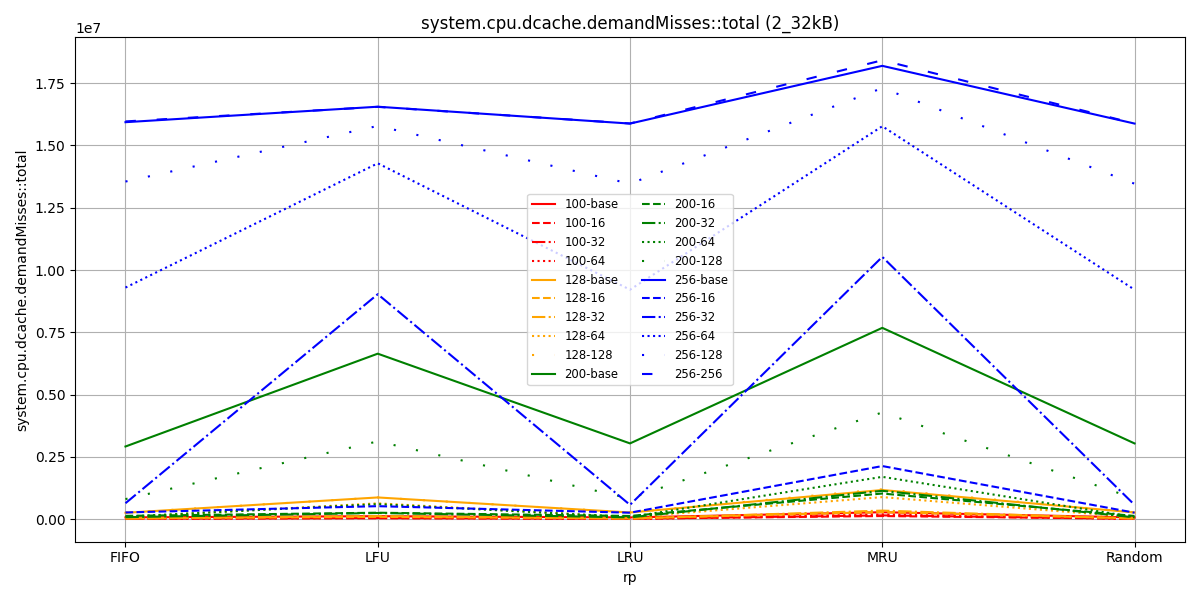 system.cpu.dcache.demandMisses::total (2_32kB)
1e7
1.75
1.50
1.25
1.00
0.75
0.50
0.25
0.00
system.cpu.dcache.demandMisses::total
100-base
100-16
100-32
100-64
128-base
128-16
128-32
128-64
128-128
200-base
200-16
200-32
200-64
200-128
256-base
256-16
256-32
256-64
256-128
256-256
FIFO
LFU
LRU
MRU
Random
rp